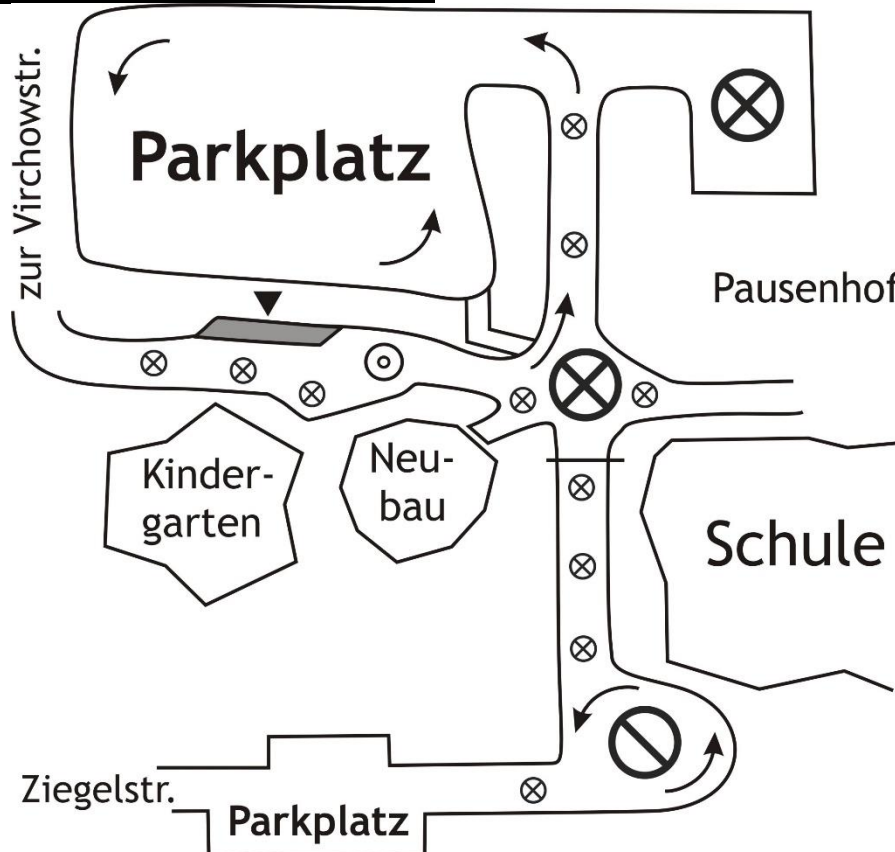 zur Virchowstr.
Parkplatz
Pausenhof
Kinder-
garten
Neu-
bau
Schule
Ziegelstr.
Parkplatz